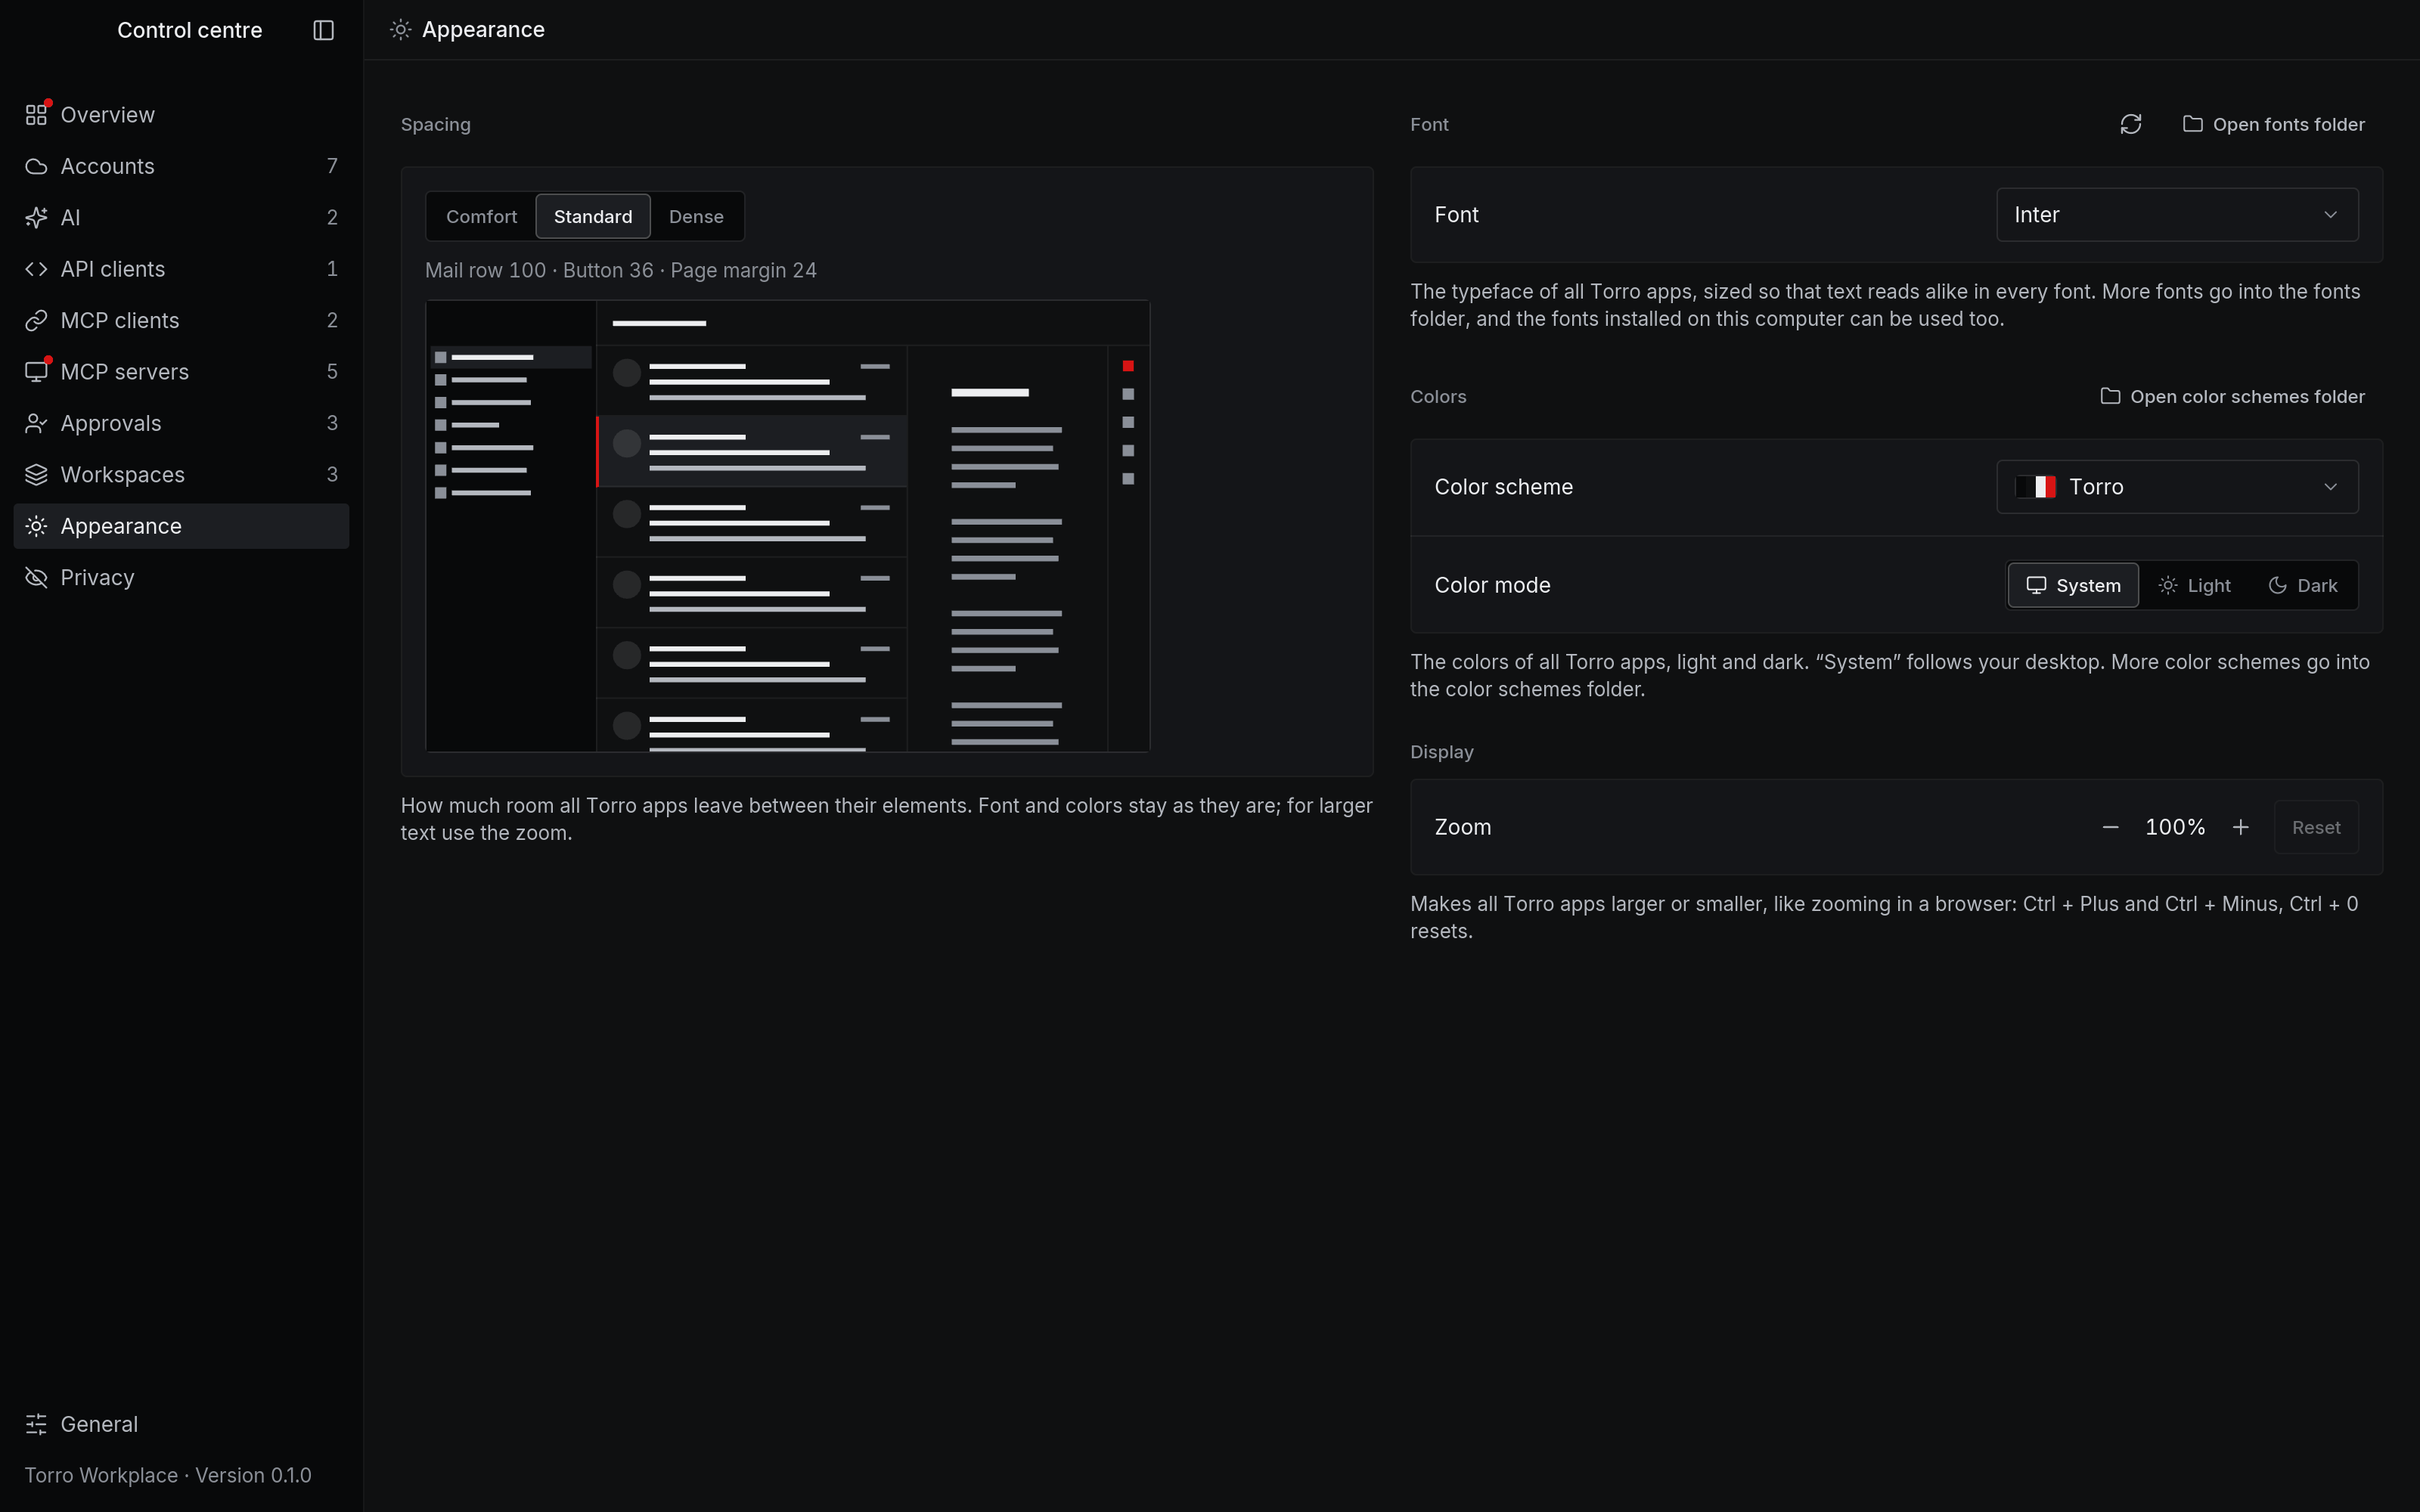 Control centre
Overview
Accounts 7
AI 2
API clients 1
MCP clients 2
MCP servers 5
Approvals 3
Workspaces 3
Appearance
Privacy
General
Torro Workplace · Version 0.1.0
Appearance
Spacing
Comfort Standard Dense
Mail row 100 · Button 36 · Page margin 24
How much room all Torro apps leave between their elements. Font and colors stay as they are; for larger
text use the zoom.
Font Open fonts folder
Font Inter
The typeface of all Torro apps, sized so that text reads alike in every font. More fonts go into the fonts
folder, and the fonts installed on this computer can be used too.
Colors Open color schemes folder
Color scheme Torro
Color mode System Light Dark
The colors of all Torro apps, light and dark. “System” follows your desktop. More color schemes go into
the color schemes folder.
Display
Zoom 100% Reset
Makes all Torro apps larger or smaller, like zooming in a browser: Ctrl + Plus and Ctrl + Minus, Ctrl + 0
resets.